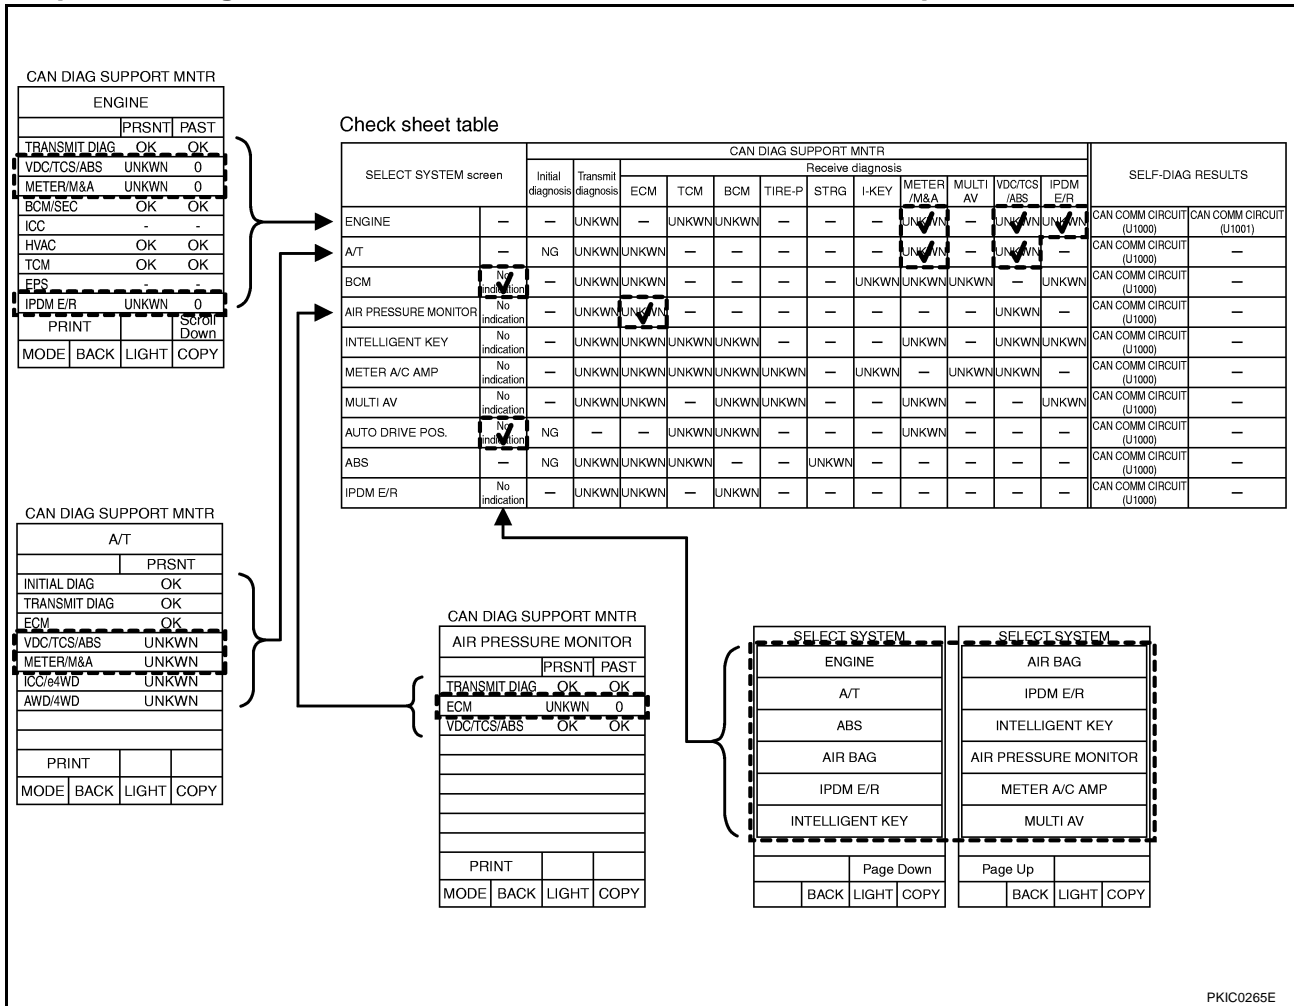 CAN DIAG SUPPORT MNTR
ENGINE
PRSNT PAST
TRANSMIT DIAG OK OK
VDC/TCS/ABS UNKWN 0
METER/M&A UNKWN 0
BCM/SEC OK OK
ICC - -
HVAC OK OK
TCM OK OK
EPS - -
IPDM E/R UNKWN 0
PRINT Scroll Down
MODE BACK LIGHT COPY
Check sheet table
SELECT SYSTEM screen CAN DIAG SUPPORT MNTR SELF-DIAG RESULTS
Initial diagnosis Transmit diagnosis Receive diagnosis
ECM TCM BCM TIRE-P STRG I-KEY METER /M&A MULTI AV VDC/TCS /ABS IPDM E/R
ENGINE — — UNKWN — UNKWN UNKWN — — — UNKWN — UNKWN UNKWN CAN COMM CIRCUIT (U1000) CAN COMM CIRCUIT (U1001)
A/T — NG UNKWN UNKWN — — — — — UNKWN — UNKWN — CAN COMM CIRCUIT (U1000) —
BCM No indication — UNKWN UNKWN — — — — UNKWN UNKWN UNKWN — UNKWN CAN COMM CIRCUIT (U1000) —
AIR PRESSURE MONITOR No indication — UNKWN UNKWN — — — — — — — UNKWN — CAN COMM CIRCUIT (U1000) —
INTELLIGENT KEY No indication — UNKWN UNKWN UNKWN UNKWN — — — UNKWN — UNKWN UNKWN CAN COMM CIRCUIT (U1000) —
METER A/C AMP No indication — UNKWN UNKWN UNKWN UNKWN UNKWN — UNKWN — UNKWN UNKWN — CAN COMM CIRCUIT (U1000) —
MULTI AV No indication — UNKWN UNKWN — UNKWN UNKWN — — UNKWN — — UNKWN CAN COMM CIRCUIT (U1000) —
AUTO DRIVE POS. No indication NG — — UNKWN UNKWN — — — UNKWN — — — CAN COMM CIRCUIT (U1000) —
ABS — NG UNKWN UNKWN UNKWN — — UNKWN — — — — — CAN COMM CIRCUIT (U1000) —
IPDM E/R No indication — UNKWN UNKWN — UNKWN — — — — — — — CAN COMM CIRCUIT (U1000) —
CAN DIAG SUPPORT MNTR
A/T
PRSNT
INITIAL DIAG OK
TRANSMIT DIAG OK
ECM OK
VDC/TCS/ABS UNKWN
METER/M&A UNKWN
ICC/e4WD UNKWN
AWD/4WD UNKWN
PRINT
MODE BACK LIGHT COPY
CAN DIAG SUPPORT MNTR
AIR PRESSURE MONITOR
PRSNT PAST
TRANSMIT DIAG OK OK
ECM UNKWN 0
VDC/TCS/ABS OK OK
PRINT
MODE BACK LIGHT COPY
SELECT SYSTEM
ENGINE
A/T
ABS
AIR BAG
IPDM E/R
INTELLIGENT KEY
Page Down
BACK LIGHT COPY
SELECT SYSTEM
AIR BAG
IPDM E/R
INTELLIGENT KEY
AIR PRESSURE MONITOR
METER A/C AMP
MULTI AV
Page Up
BACK LIGHT COPY
PKIC0265E